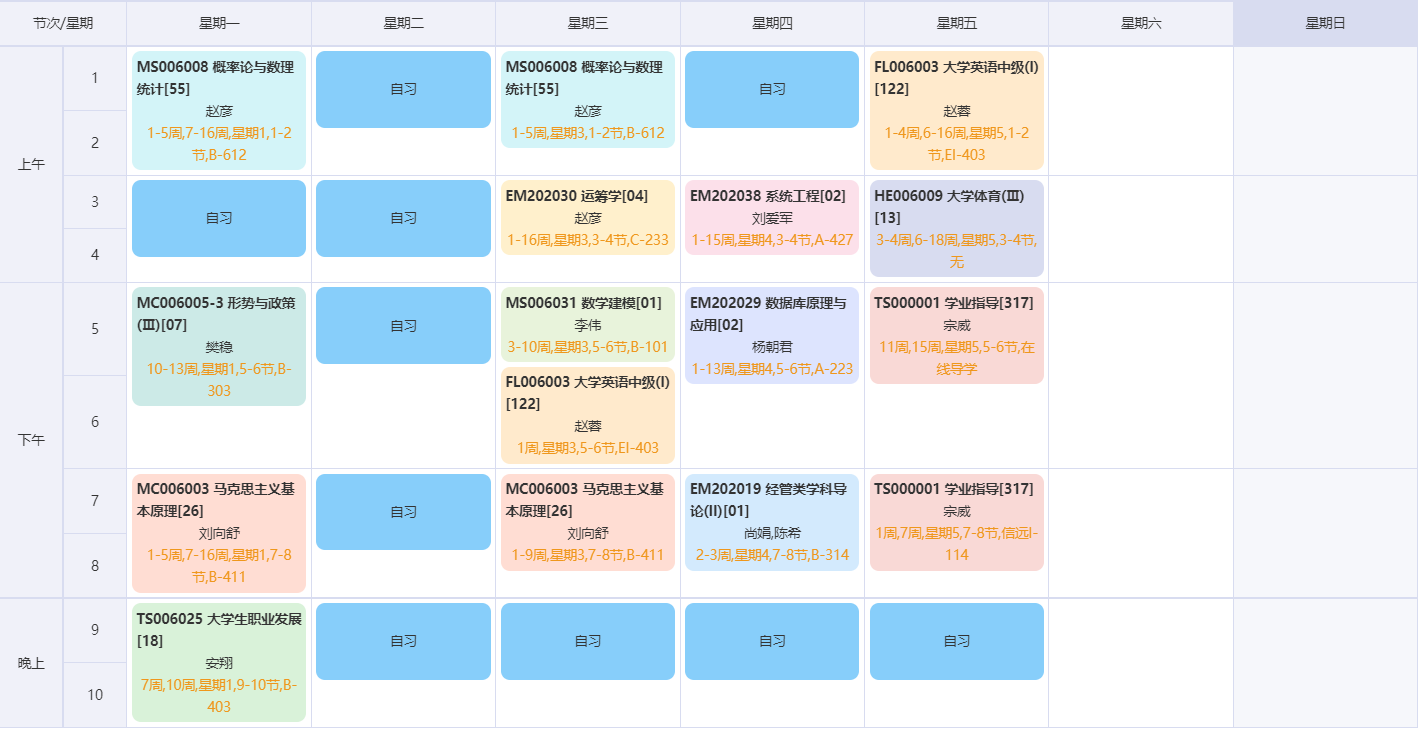 节次/星期
星期一
星期二
星期三
星期四
星期五
星期六
星期日
上午
1
2
MS006008 概率论与数理
统计[55]
赵彦
1-5周,7-16周,星期1,1-2
节,B-612
自习
MS006008 概率论与数理
统计[55]
赵彦
1-5周,星期3,1-2节,B-612
自习
FL006003 大学英语中级(I)
[122]
赵蓉
1-4周,6-16周,星期5,1-2
节,EI-403
3
4
自习
自习
EM202030 运筹学[04]
赵彦
1-16周,星期3,3-4节,C-233
EM202038 系统工程[02]
刘爱军
1-15周,星期4,3-4节,A-427
HE006009 大学体育(Ⅲ)
[13]
3-4周,6-18周,星期5,3-4节,
无
下午
5
6
MC006005-3 形势与政策
(Ⅲ)[07]
樊稳
10-13周,星期1,5-6节,B-
303
自习
MS006031 数学建模[01]
李伟
3-10周,星期3,5-6节,B-101
FL006003 大学英语中级(I)
[122]
赵蓉
1周,星期3,5-6节,EI-403
EM202029 数据库原理与
应用[02]
杨朝君
1-13周,星期4,5-6节,A-223
TS000001 学业指导[317]
宗威
11周,15周,星期5,5-6节,在
线导学
7
8
MC006003 马克思主义基
本原理[26]
刘向舒
1-5周,7-16周,星期1,7-8
节,B-411
自习
MC006003 马克思主义基
本原理[26]
刘向舒
1-9周,星期3,7-8节,B-411
EM202019 经管类学科导
论(II)[01]
尚娟,陈希
2-3周,星期4,7-8节,B-314
TS000001 学业指导[317]
宗威
1周,7周,星期5,7-8节,信远I-
114
晚上
9
10
TS006025 大学生职业发展
[18]
安翔
7周,10周,星期1,9-10节,B-
403
自习
自习
自习
自习